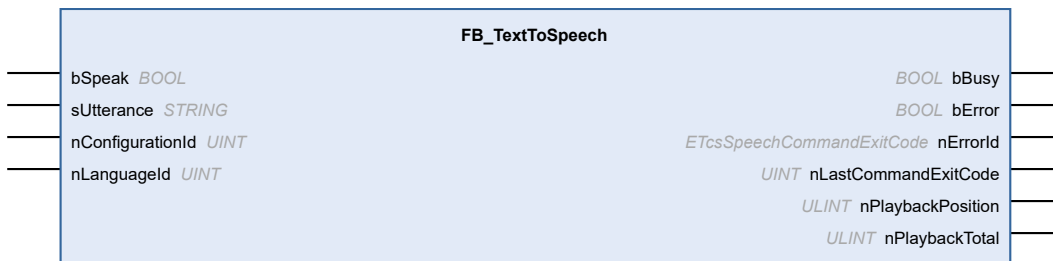 FB_TextToSpeech
bSpeak BOOL BOOL bBusy
sUtterance STRING BOOL bError
nConfigurationId UINT ETcsSpeechCommandExitCode nErrorId
nLanguageId UINT UINT nLastCommandExitCode
ULINT nPlaybackPosition
ULINT nPlaybackTotal